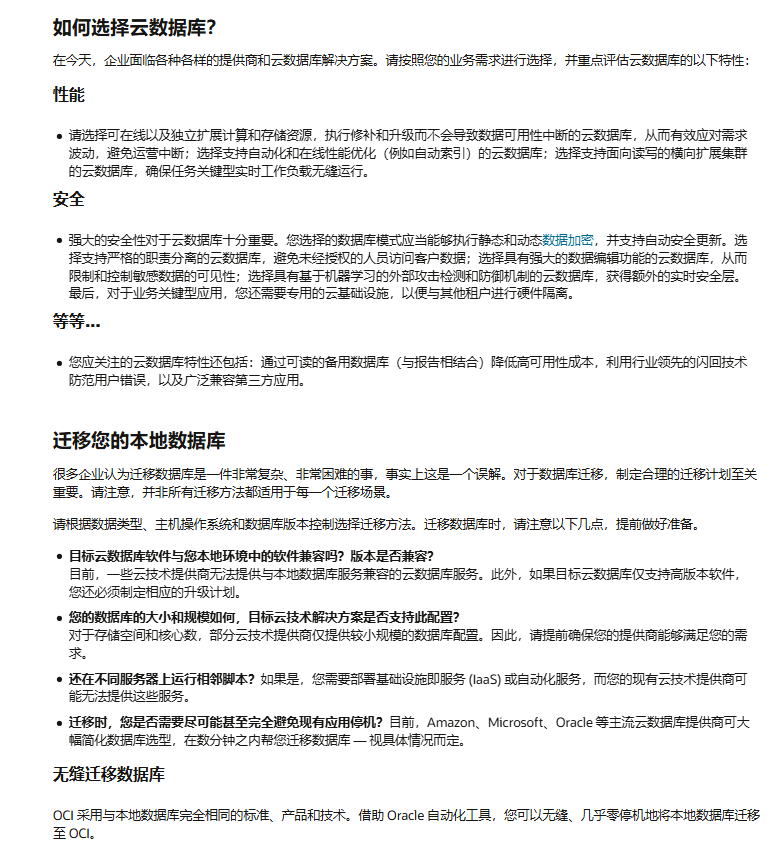 如何选择云数据库？
在今天，企业面临各种各样的提供商和云数据库解决方案。请按照您的业务需求进行选择，并重点评估云数据库的以下特性：
性能
• 请选择可在线以及独立扩展计算和存储资源，执行修补和升级而不会导致数据可用性中断的云数据库，从而有效应对需求
波动，避免运营中断；选择支持自动化和在线性能优化（例如自动索引）的云数据库；选择支持面向读写的横向扩展集群
的云数据库，确保任务关键型实时工作负载无缝运行。
安全
• 强大的安全性对于云数据库十分重要。您选择的数据库模式应当能够执行静态和动态数据加密，并支持自动安全更新。选
择支持严格的职责分离的云数据库，避免未经授权的人员访问客户数据；选择具有强大的数据编辑功能的云数据库，从而
限制和控制敏感数据的可见性；选择具有基于机器学习的外部攻击检测和防御机制的云数据库，获得额外的实时安全层。
最后，对于业务关键型应用，您还需要专用的云基础设施，以便与其他租户进行硬件隔离。
等等...
• 您应关注的云数据库特性还包括：通过可读的备用数据库（与报告相结合）降低高可用性成本，利用行业领先的闪回技术
防范用户错误，以及广泛兼容第三方应用。
迁移您的本地数据库
很多企业认为迁移数据库是一件非常复杂、非常困难的事，事实上这是一个误解。对于数据库迁移，制定合理的迁移计划至关
重要。请注意，并非所有迁移方法都适用于每一个迁移场景。
请根据数据类型、主机操作系统和数据库版本控制选择迁移方法。迁移数据库时，请注意以下几点，提前做好准备。
• 目标云数据库软件与您本地环境中的软件兼容吗？版本是否兼容？
目前，一些云技术提供商无法提供与本地数据库服务兼容的云数据库服务。此外，如果目标云数据库仅支持高版本软件，
您还必须制定相应的升级计划。
• 您的数据库的大小和规模如何，目标云技术解决方案是否支持此配置？
对于存储空间和核心数，部分云技术提供商仅提供较小规模的数据库配置。因此，请提前确保您的提供商能够满足您的需
求。
• 还在不同服务器上运行相邻脚本？如果是，您需要部署基础设施即服务 (IaaS) 或自动化服务，而您的现有云技术提供商可
能无法提供这些服务。
• 迁移时，您是否需要尽可能甚至完全避免现有应用停机？目前，Amazon、Microsoft、Oracle 等主流云数据库提供商可大
幅简化数据库选型，在数分钟之内帮您迁移数据库 — 视具体情况而定。
无缝迁移数据库
OCI 采用与本地数据库完全相同的标准、产品和技术。借助 Oracle 自动化工具，您可以无缝、几乎零停机地将本地数据库迁移
至 OCI。